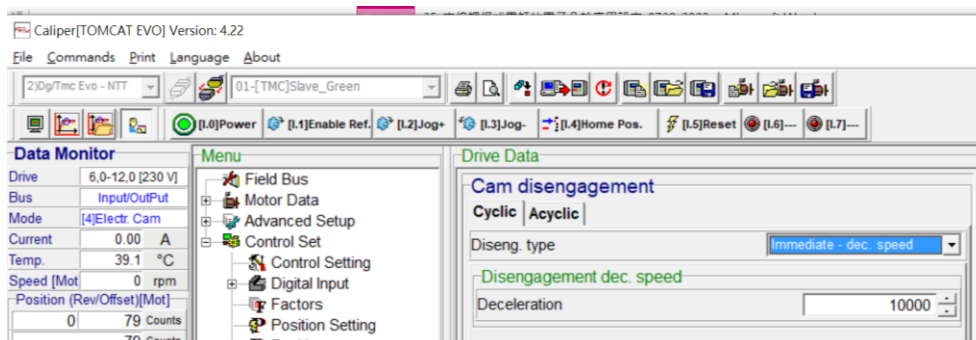 Caliper[TOMCAT EVO] Version: 4.22
File Commands Print Language About
2)Dg/Tmc Evo - NTT 01-[TMC]Slave_Green
[I.0]Power [I.1]Enable Ref. [I.2]Jog+ [I.3]Jog- [I.4]Home Pos. [I.5]Reset [I.6]--- [I.7]---
Data Monitor
Drive 6,0-12,0 [230 V]
Bus Input/OutPut
Mode [4]Electr. Cam
Current 0.00 A
Temp. 39.1 °C
Speed [Mot 0 rpm
Position (Rev/Offset)[Mot]
0 79 Counts
Menu
Field Bus
Motor Data
Advanced Setup
Control Set
Control Setting
Digital Input
Factors
Position Setting
Drive Data
Cam disengagement
Cyclic Acyclic
Diseng. type Immediate - dec. speed
Disengagement dec. speed
Deceleration 10000